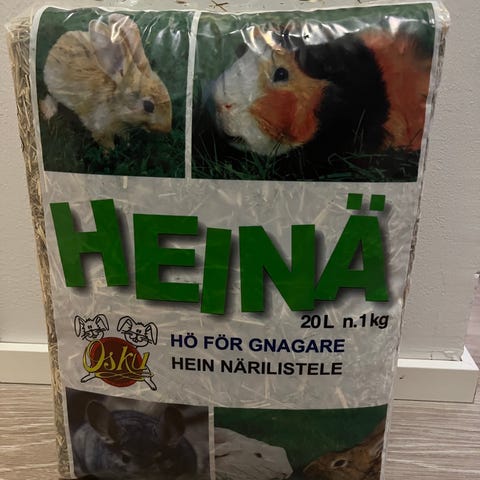 HEINÄ
20 L n. 1 kg
Osku
HÖ FÖR GNAGARE
HEIN NÄRILISTELE